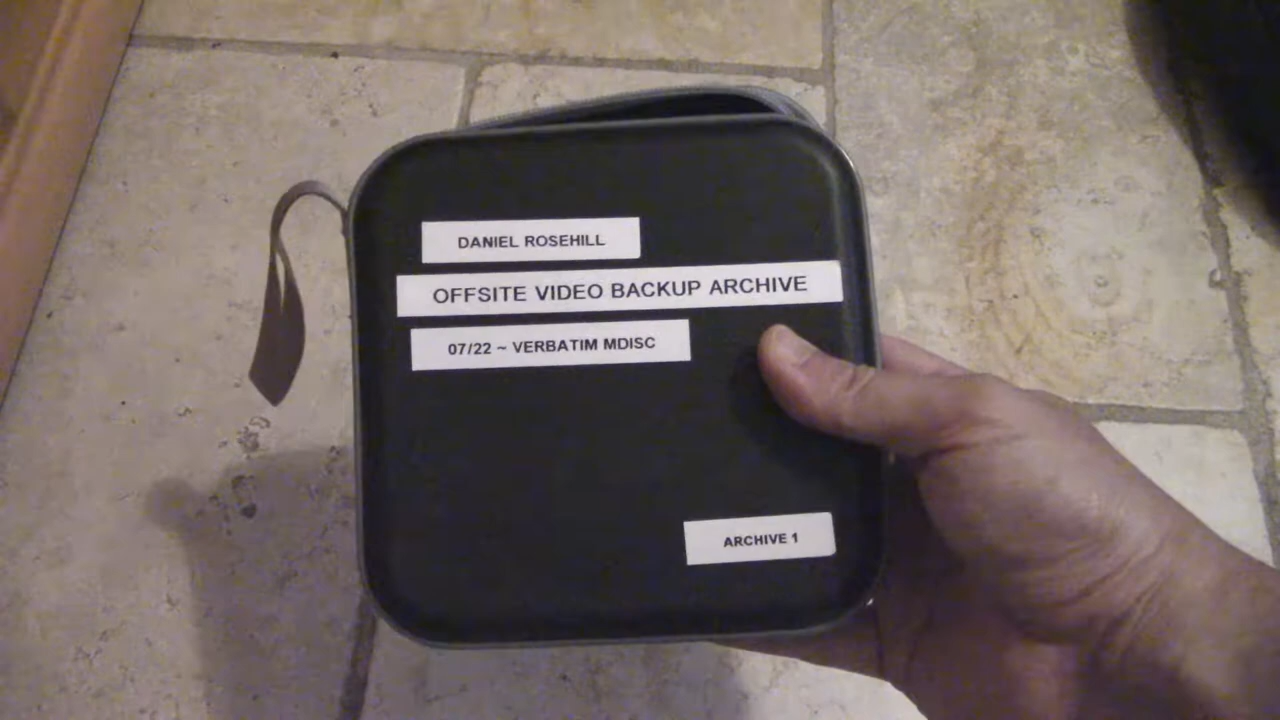 DANIEL ROSEHILL
OFFSITE VIDEO BACKUP ARCHIVE
07/22 ~ VERBATIM MDISC
ARCHIVE 1